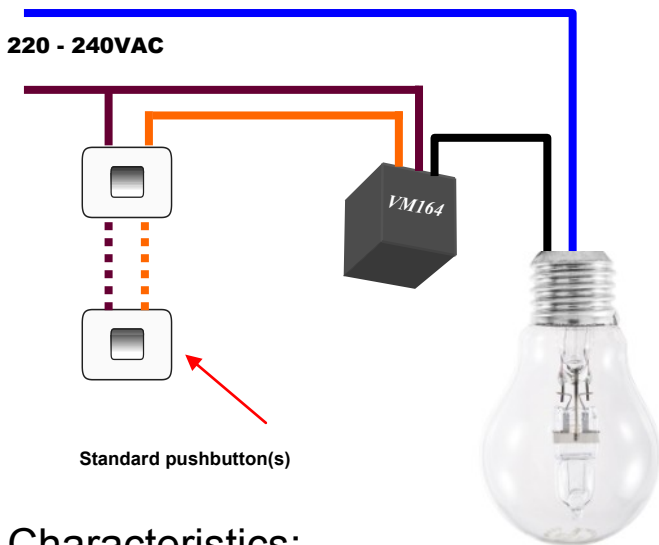 220 - 240VAC
VM164
Standard pushbutton(s)
Characteristics: